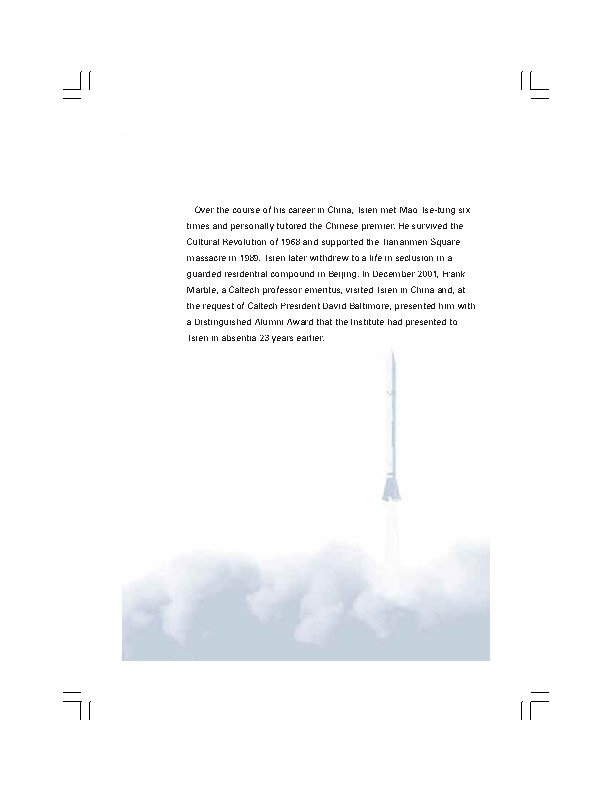 Over the course of his career in China, Tsien met Mao Tse-tung six
times and personally tutored the Chinese premier. He survived the
Cultural Revolution of 1968 and supported the Tiananmen Square
massacre in 1989. Tsien later withdrew to a life in seclusion in a
guarded residential compound in Beijing. In December 2001, Frank
Marble, a Caltech professor emeritus, visited Tsien in China and, at
the request of Caltech President David Baltimore, presented him with
a Distinguished Alumni Award that the Institute had presented to
Tsien in absentia 23 years earlier.